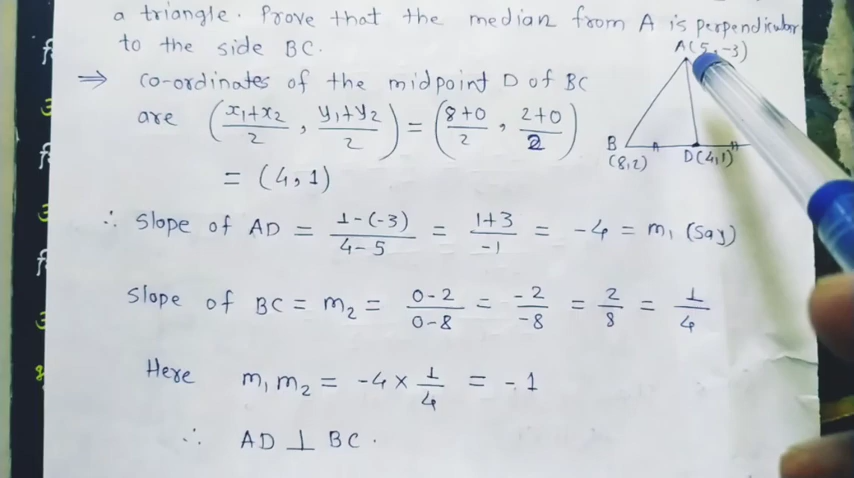 a triangle. Prove that the median from A is perpendicular
to the side BC.
A(5, -3)
⇒ Co-ordinates of the midpoint D of BC
are (x₁+x₂/2, y₁+y₂/2) = (8+0/2, 2+0/2)
B D(4,1)
(8,2)
= (4,1)
∴ Slope of AD = 1-(-3)/4-5 = 1+3/-1 = -4 = m₁ (Say)
Slope of BC = m₂ = 0-2/0-8 = -2/-8 = 2/8 = 1/4
Here m₁ m₂ = -4 × 1/4 = -1
∴ AD ⊥ BC.